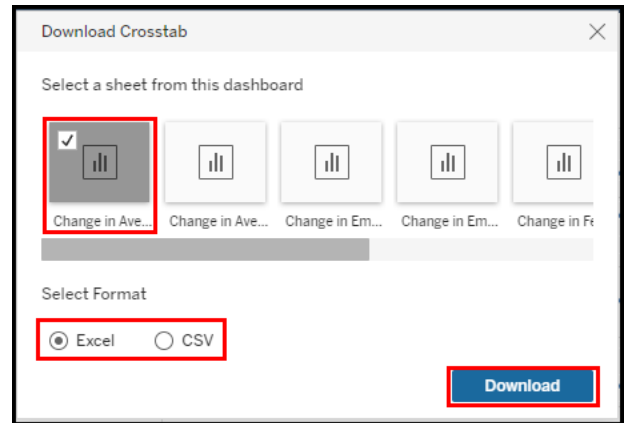 Download Crosstab
Select a sheet from this dashboard
Change in Ave... Change in Ave... Change in Em... Change in Em... Change in Fe
Select Format
Excel CSV
Download